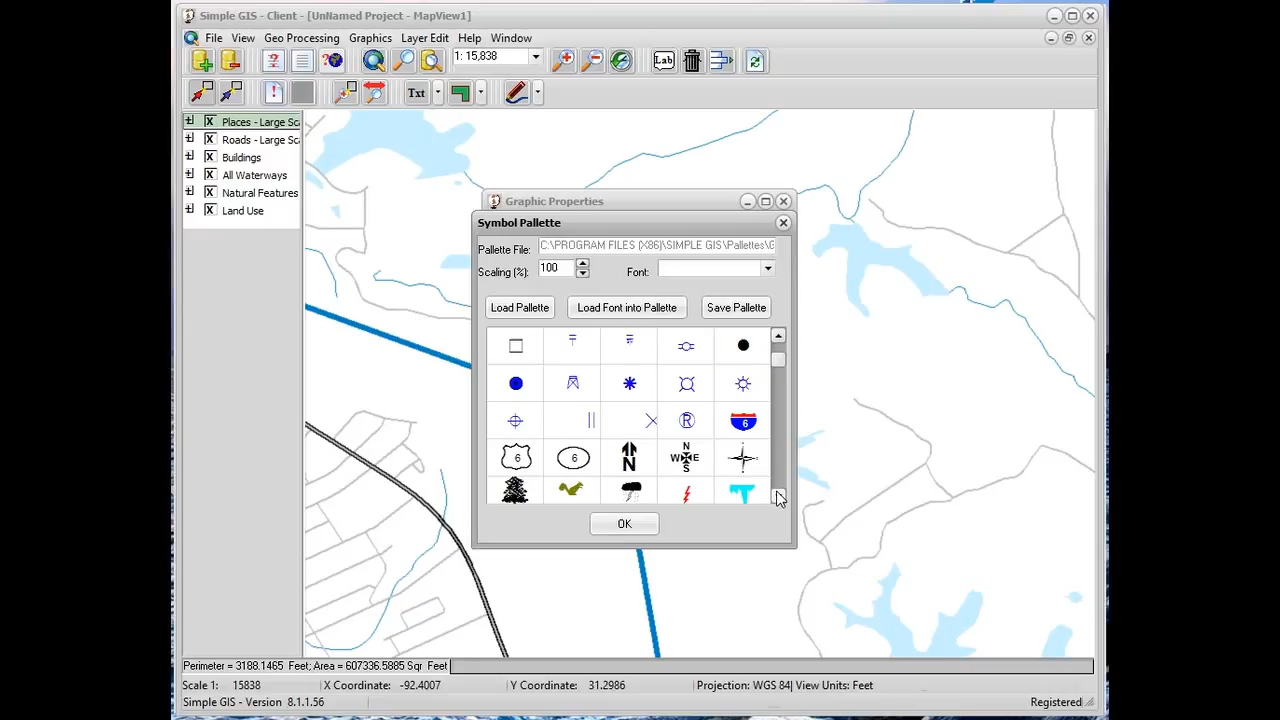 Simple GIS - Client - [UnNamed Project - MapView1]
File View Geo Processing Graphics Layer Edit Help Window
1: 15,838
Lab
Txt
Places - Large Sc
Roads - Large Sc
Buildings
All Waterways
Natural Features
Land Use
Graphic Properties
Symbol Pallette
Pallette File: C:\PROGRAM FILES (X86)\SIMPLE GIS\Pallettes\G
Scaling (%): 100 Font:
Load Pallette Load Font into Pallette Save Pallette
R 6
6 6 N N W E S
OK
Perimeter = 3188.1465 Feet; Area = 607336.5885 Sqr Feet
Scale 1: 15838 X Coordinate: -92.4007 Y Coordinate: 31.2986 Projection: WGS 84| View Units: Feet
Simple GIS - Version 8.1.1.56 Registered